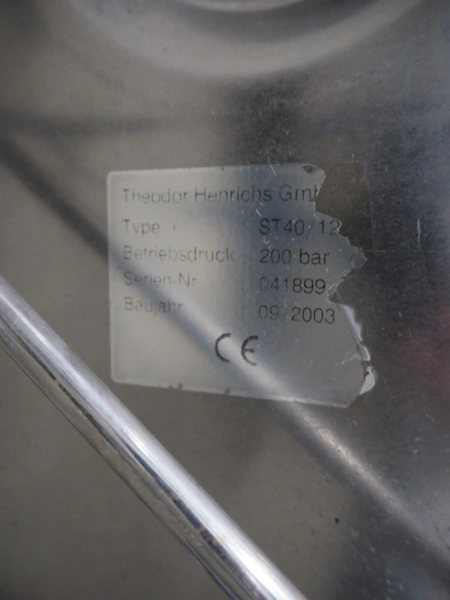 Theodor Henrichs Gmb
Type : ST40/12
Betriebsdruck : 200 bar
Serien-Nr : 041899
Baujahr : 09/2003
CE